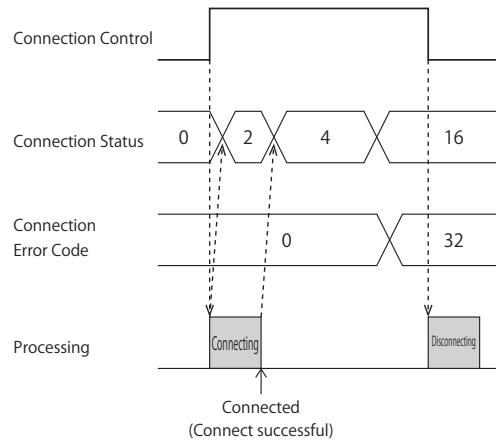 Connection Control
Connection Status
0
2
4
16
Connection
Error Code
0
32
Processing
Connecting
Disconnecting
Connected
(Connect successful)